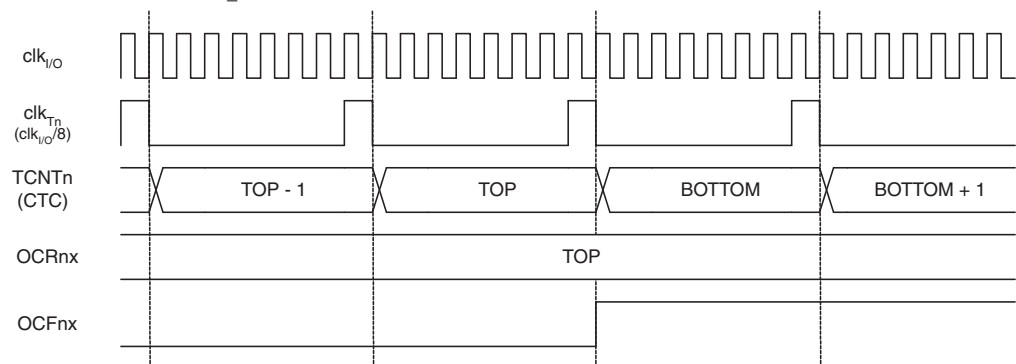 clkI/O
clkTn
(clkI/O/8)
TCNTn
(CTC)
TOP - 1
TOP
BOTTOM
BOTTOM + 1
OCRnx
TOP
OCFnx